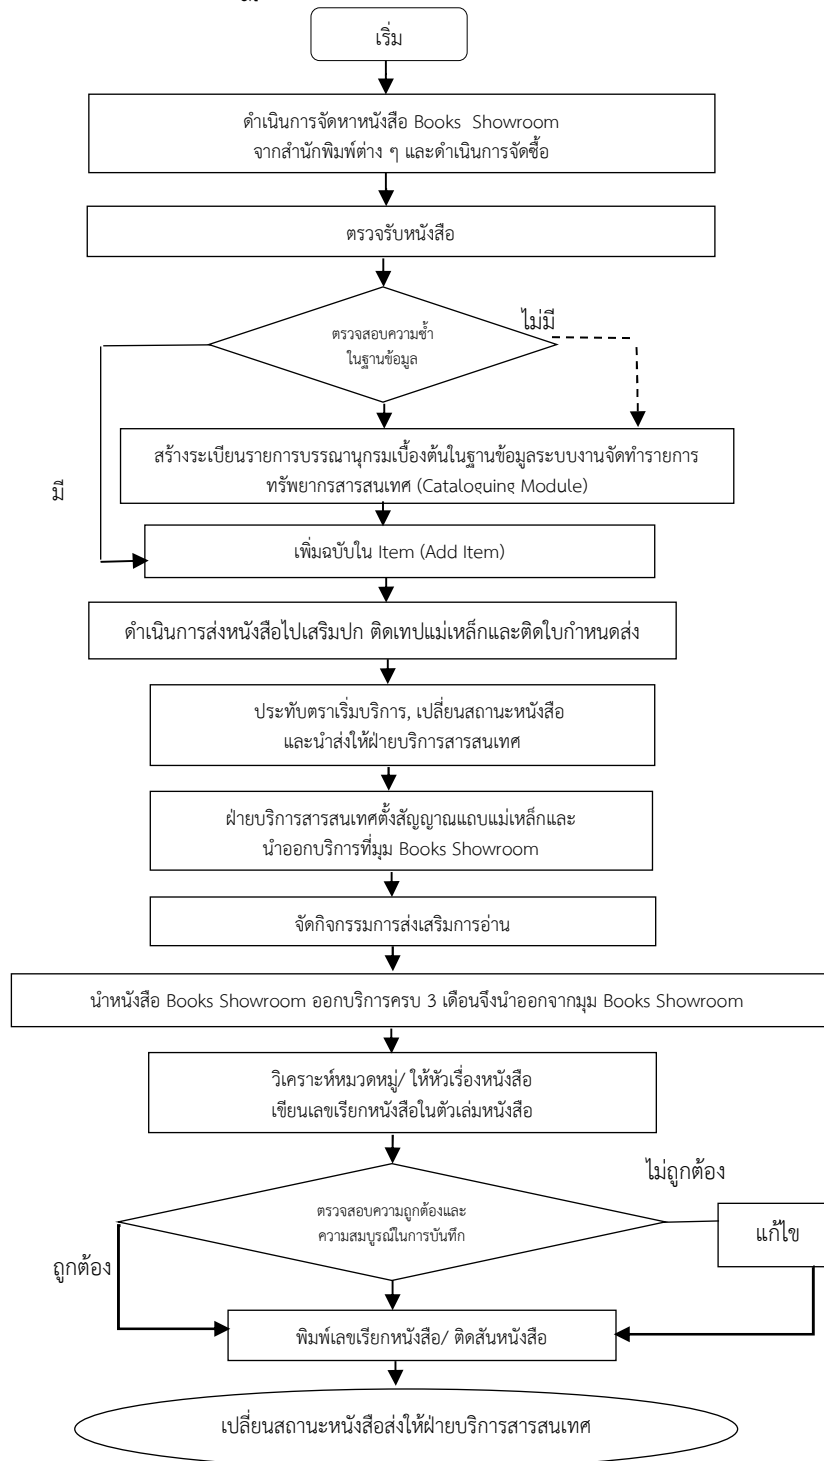 เริ่ม
ดำเนินการจัดหาหนังสือ Books Showroom
จากสำนักพิมพ์ต่าง ๆ และดำเนินการจัดซื้อ
ตรวจรับหนังสือ
ไม่มี
ตรวจสอบความซ้ำ
ในฐานข้อมูล
สร้างระเบียนรายการบรรณานุกรมเบื้องต้นในฐานข้อมูลระบบงานจัดทำรายการ
ทรัพยากรสารสนเทศ (Cataloguing Module)
มี
เพิ่มฉบับใน Item (Add Item)
ดำเนินการส่งหนังสือไปเสริมปก ติดเทปแม่เหล็กและติดใบกำหนดส่ง
ประทับตราเริ่มบริการ, เปลี่ยนสถานะหนังสือ
และนำส่งให้ฝ่ายบริการสารสนเทศ
ฝ่ายบริการสารสนเทศตั้งสัญญาณแถบแม่เหล็กและ
นำออกบริการที่มุม Books Showroom
จัดกิจกรรมการส่งเสริมการอ่าน
นำหนังสือ Books Showroom ออกบริการครบ 3 เดือนจึงนำออกจากมุม Books Showroom
วิเคราะห์หมวดหมู่/ ให้หัวเรื่องหนังสือ
เขียนเลขเรียกหนังสือในตัวเล่มหนังสือ
ไม่ถูกต้อง
ตรวจสอบความถูกต้องและ
ความสมบูรณ์ในการบันทึก
แก้ไข
ถูกต้อง
พิมพ์เลขเรียกหนังสือ/ ติดสันหนังสือ
เปลี่ยนสถานะหนังสือส่งให้ฝ่ายบริการสารสนเทศ